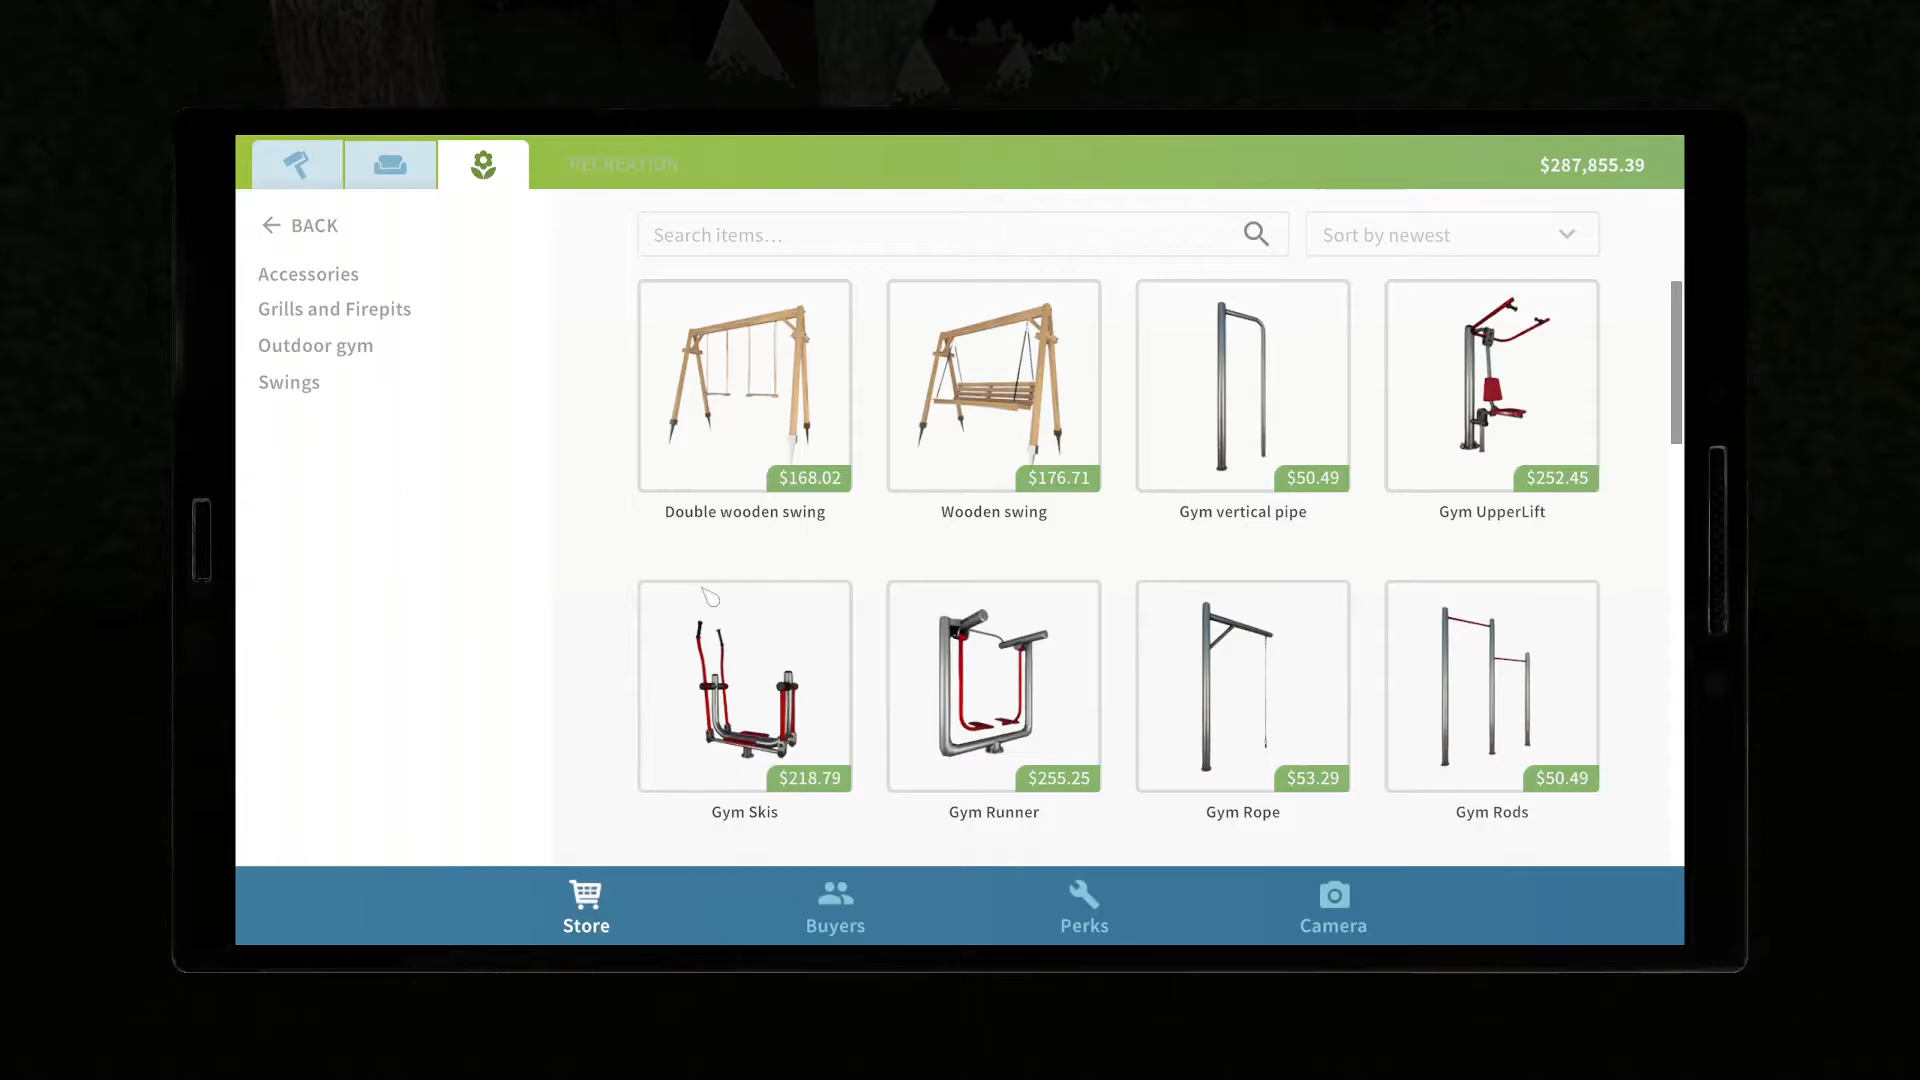 RECREATION
$287,855.39
BACK
Accessories
Grills and Firepits
Outdoor gym
Swings
Search items...
Sort by newest
$168.02
$176.71
$50.49
$252.45
Double wooden swing
Wooden swing
Gym vertical pipe
Gym UpperLift
$218.79
$255.25
$53.29
$50.49
Gym Skis
Gym Runner
Gym Rope
Gym Rods
Store
Buyers
Perks
Camera